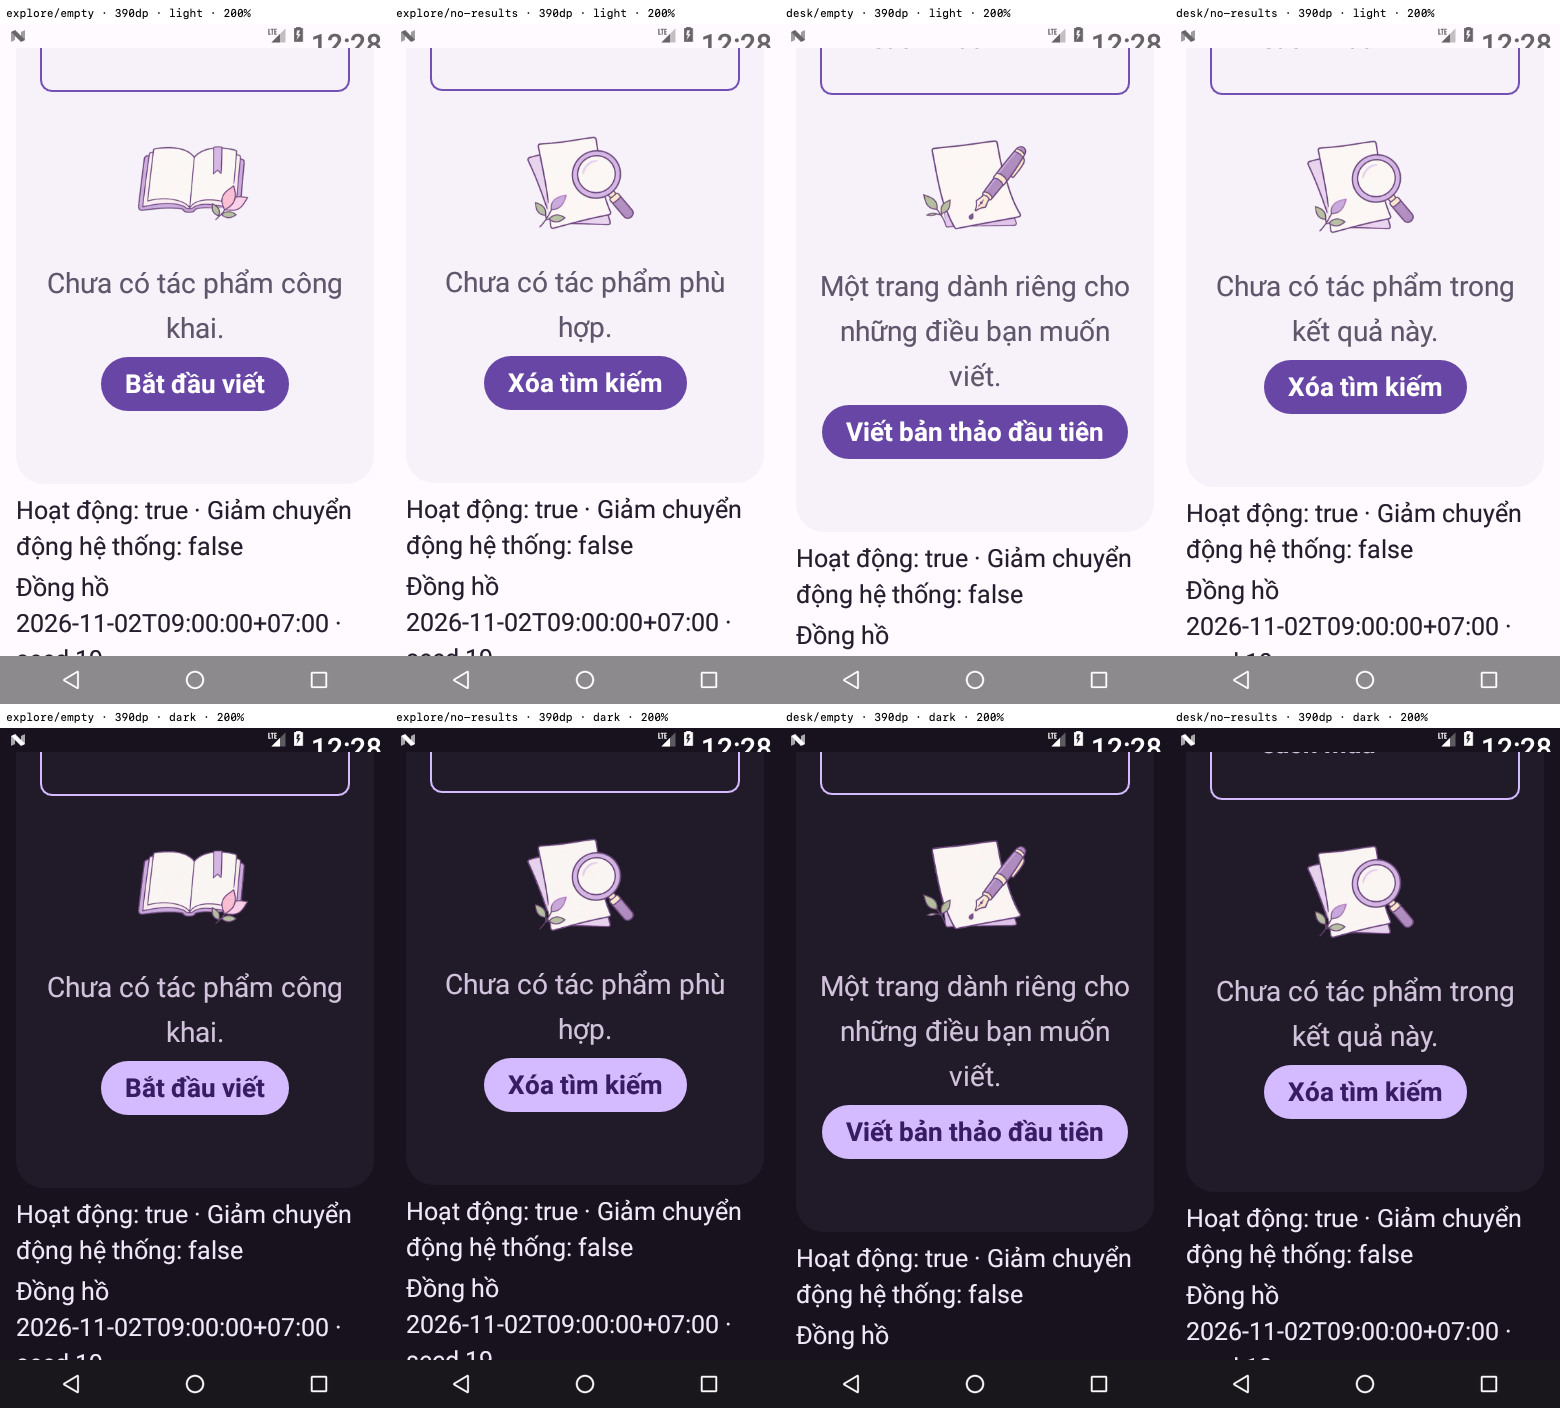 explore/empty · 390dp · light · 200%
LTE 12:28
Chưa có tác phẩm công
khai.
Bắt đầu viết
Hoạt động: true · Giảm chuyển
động hệ thống: false
Đồng hồ
2026-11-02T09:00:00+07:00 ·
explore/no-results · 390dp · light · 200%
12:28
Chưa có tác phẩm phù
hợp.
Xóa tìm kiếm
Hoạt động: true · Giảm chuyển
động hệ thống: false
Đồng hồ
2026-11-02T09:00:00+07:00 ·
desk/empty · 390dp · light · 200%
LTE 12:28
Một trang dành riêng cho
những điều bạn muốn
viết.
Viết bản thảo đầu tiên
Hoạt động: true · Giảm chuyển
động hệ thống: false
Đồng hồ
desk/no-results · 390dp · light · 200%
LTE 12:28
Chưa có tác phẩm trong
kết quả này.
Xóa tìm kiếm
Hoạt động: true · Giảm chuyển
động hệ thống: false
Đồng hồ
2026-11-02T09:00:00+07:00 ·
explore/empty · 390dp · dark · 200%
LTE 12:28
Chưa có tác phẩm công
khai.
Bắt đầu viết
Hoạt động: true · Giảm chuyển
động hệ thống: false
Đồng hồ
2026-11-02T09:00:00+07:00 ·
explore/no-results · 390dp · dark · 200%
LTE 12:28
Chưa có tác phẩm phù
hợp.
Xóa tìm kiếm
Hoạt động: true · Giảm chuyển
động hệ thống: false
Đồng hồ
2026-11-02T09:00:00+07:00 ·
desk/empty · 390dp · dark · 200%
LTE 12:28
Một trang dành riêng cho
những điều bạn muốn
viết.
Viết bản thảo đầu tiên
Hoạt động: true · Giảm chuyển
động hệ thống: false
Đồng hồ
desk/no-results · 390dp · dark · 200%
LTE 12:28
Chưa có tác phẩm trong
kết quả này.
Xóa tìm kiếm
Hoạt động: true · Giảm chuyển
động hệ thống: false
Đồng hồ
2026-11-02T09:00:00+07:00 ·